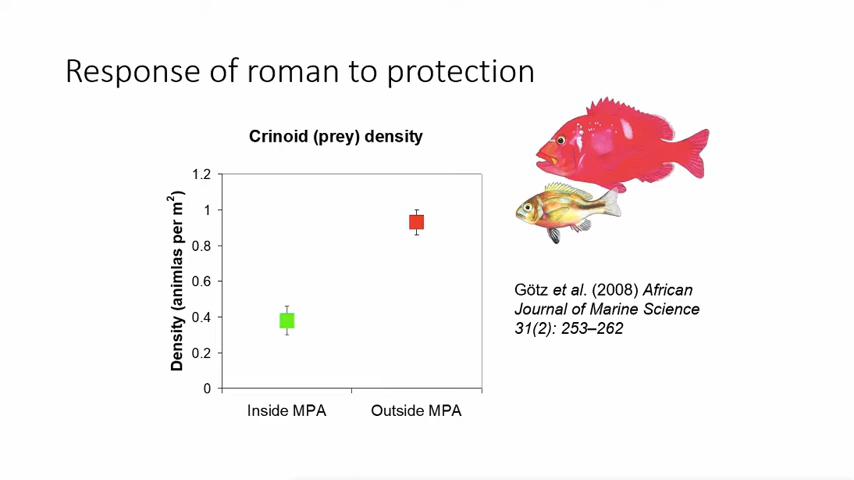 Response of roman to protection
Crinoid (prey) density
Density (animlas per m²)
1.2
1
0.8
0.6
0.4
0.2
0
Inside MPA
Outside MPA
Götz et al. (2008) African
Journal of Marine Science
31(2): 253–262